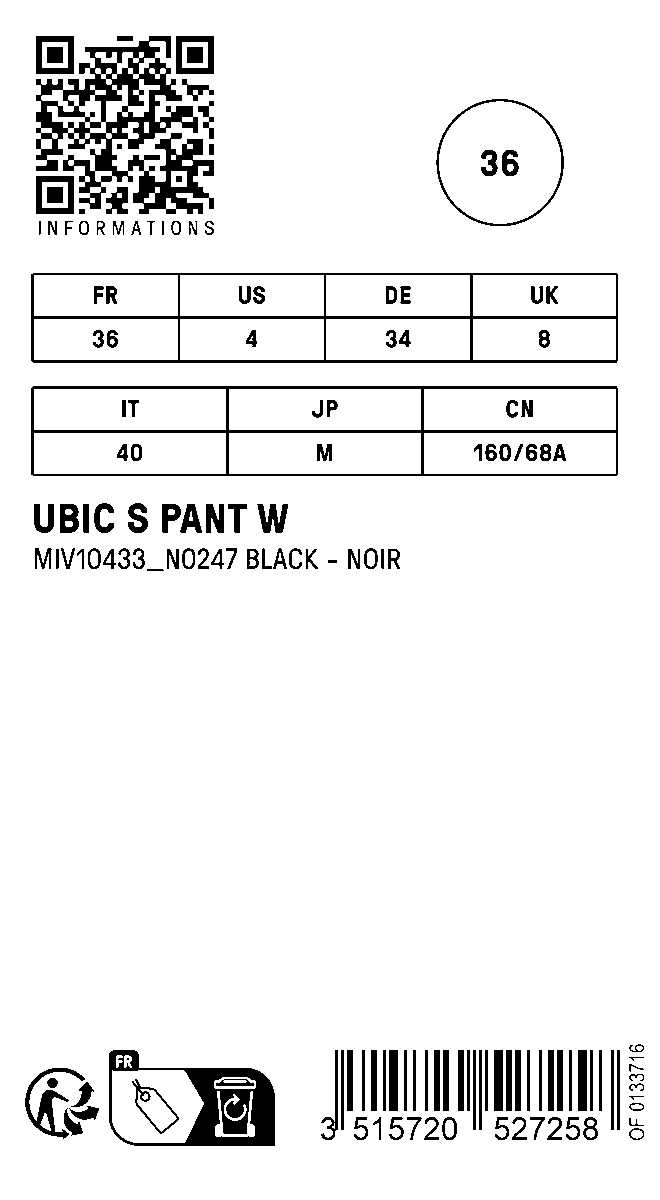 INFORMATIONS
36
FR US DE UK
36 4 34 8
IT JP CN
40 M 160/68A
UBIC S PANT W
MIV10433_N0247 BLACK - NOIR
FR
3 515720 527258
OF 0133716